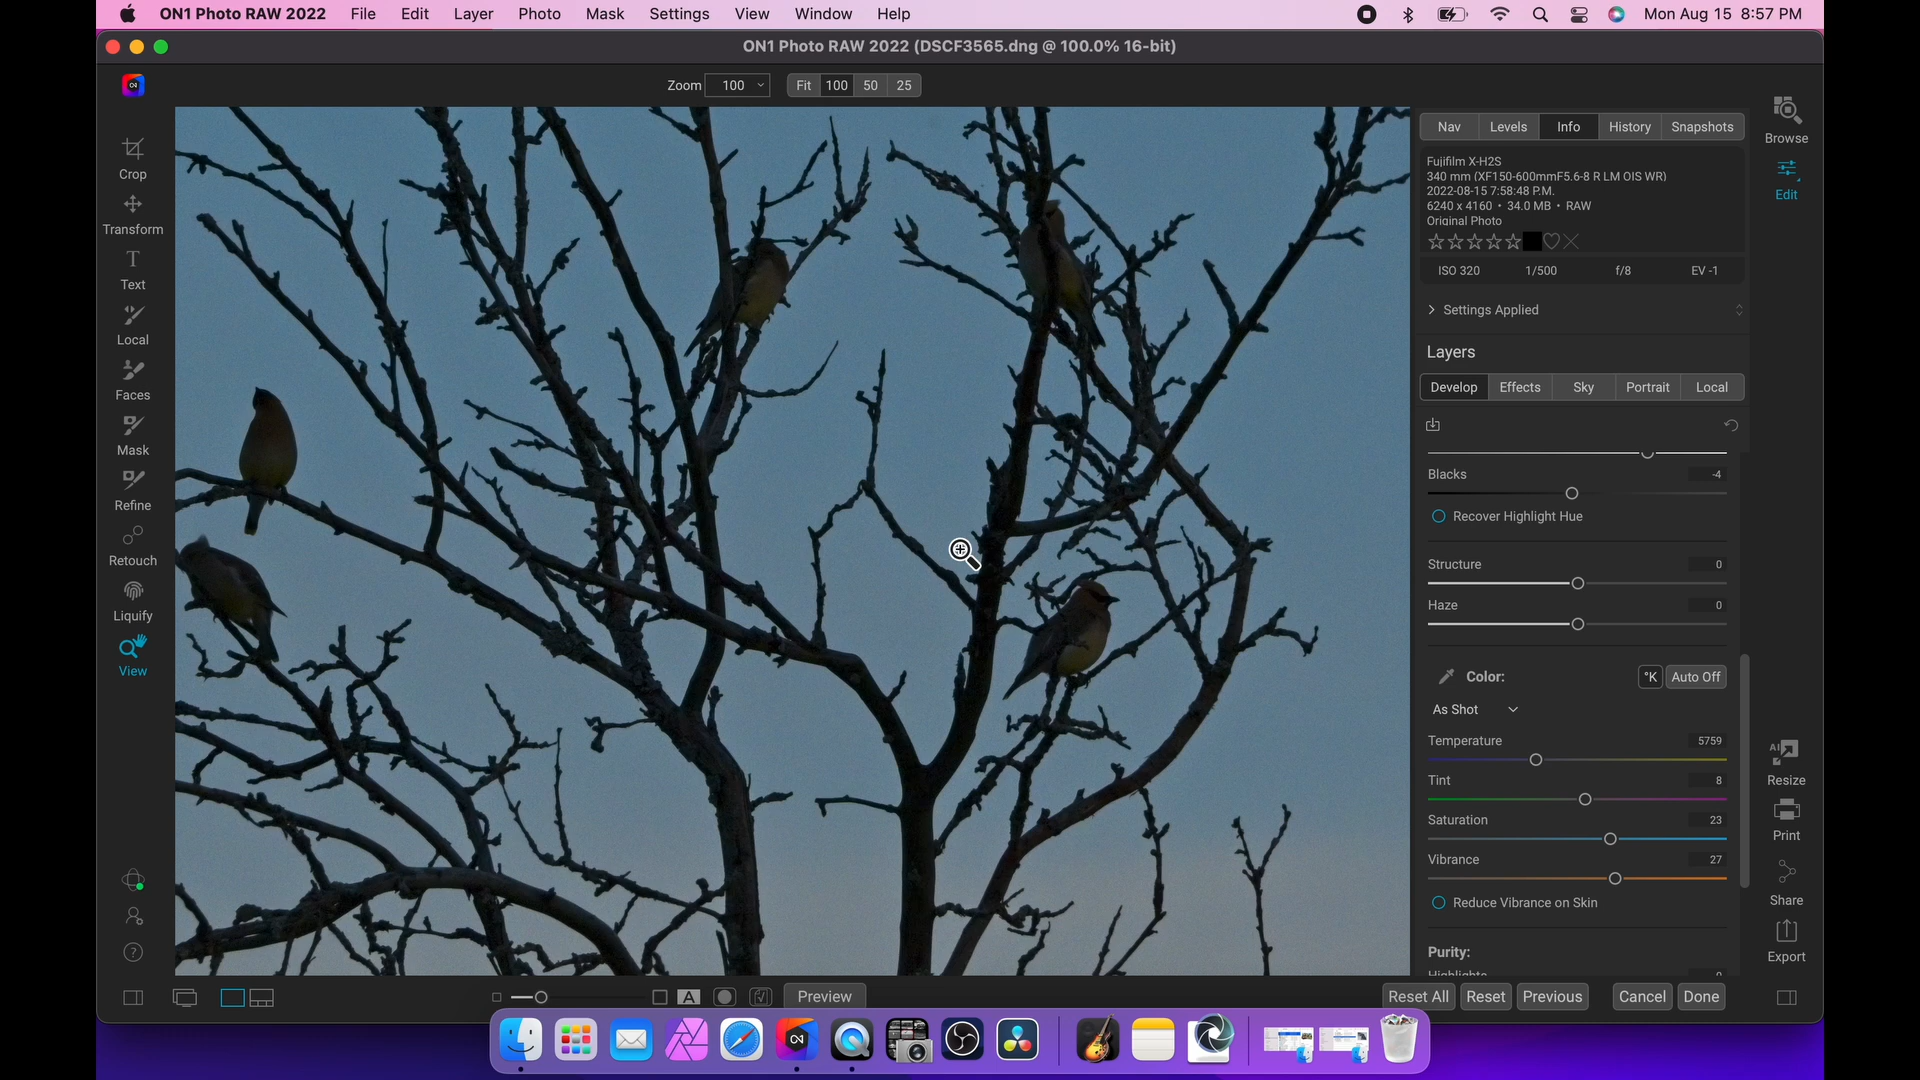 ON1 Photo RAW 2022 File Edit Layer Photo Mask Settings View Window Help Mon Aug 15 8:57 PM
ON1 Photo RAW 2022 (DSCF3565.dng @ 100.0% 16-bit)
Zoom 100 Fit 100 50 25
Nav Levels Info History Snapshots
Browse
Edit
Fujifilm X-H2S
340 mm (XF150-600mmF5.6-8 R LM OIS WR)
2022-08-15 7:58:48 P.M.
6240 x 4160 • 34.0 MB • RAW
Original Photo
ISO 320 1/500 f/8 EV -1
Settings Applied
Layers
Develop Effects Sky Portrait Local
Blacks -4
Recover Highlight Hue
Structure 0
Haze 0
Color: °K Auto Off
As Shot
Temperature 5759
Tint 8
Saturation 23
Vibrance 27
Reduce Vibrance on Skin
Purity:
Highlights 0
Crop
Transform
Text
Local
Faces
Mask
Refine
Retouch
Liquify
View
AI
Resize
Print
Share
Export
A Preview Reset All Reset Previous Cancel Done